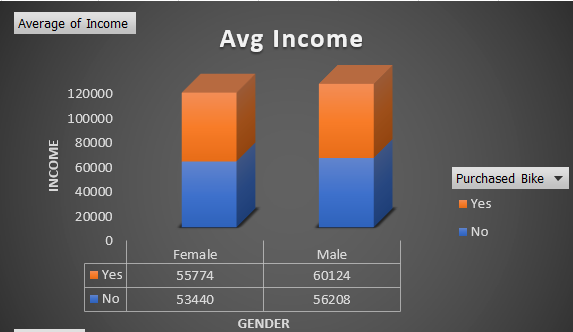 Average of Income
Avg Income
120000
100000
80000
60000
40000
20000
0
INCOME
Female Male
Yes 55774 60124
No 53440 56208
GENDER
Purchased Bike
Yes
No